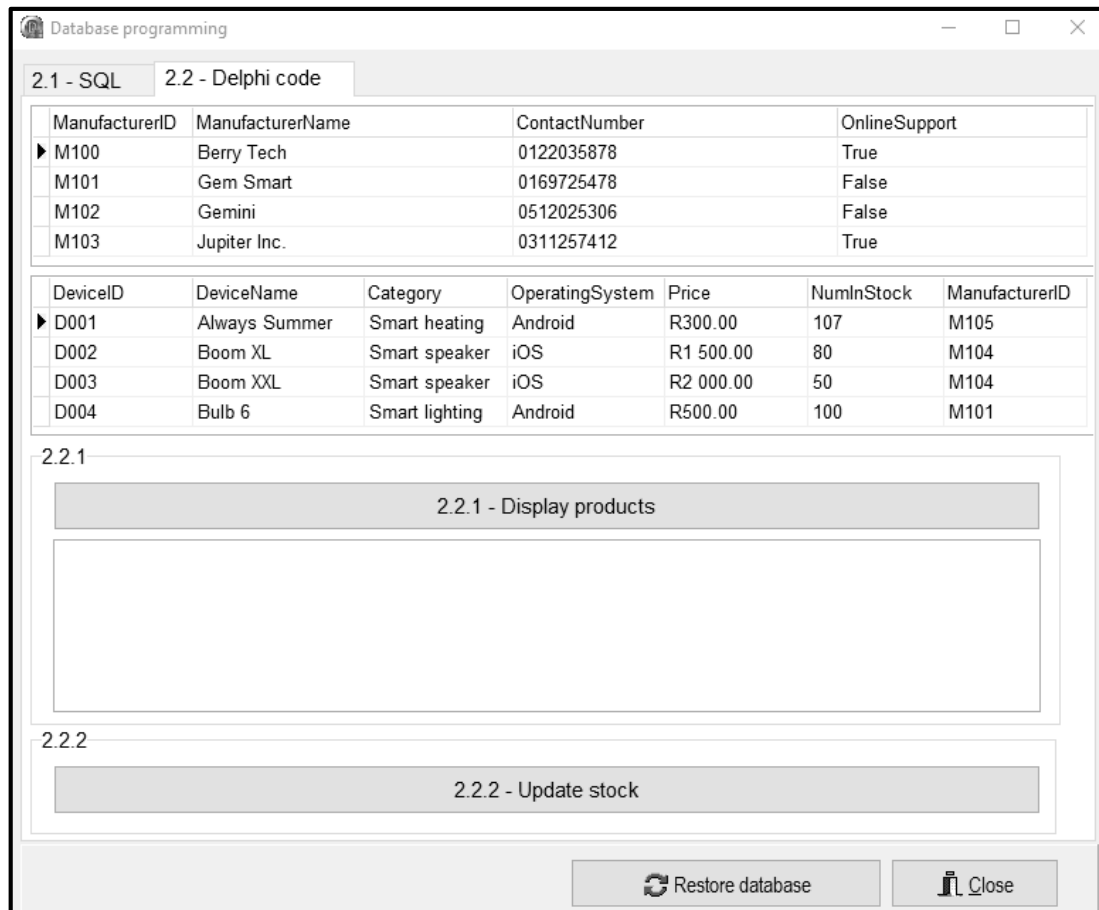 Database programming
2.1 - SQL 2.2 - Delphi code
ManufacturerID ManufacturerName ContactNumber OnlineSupport
M100 Berry Tech 0122035878 True
M101 Gem Smart 0169725478 False
M102 Gemini 0512025306 False
M103 Jupiter Inc. 0311257412 True
DeviceID DeviceName Category OperatingSystem Price NumInStock ManufacturerID
D001 Always Summer Smart heating Android R300.00 107 M105
D002 Boom XL Smart speaker iOS R1 500.00 80 M104
D003 Boom XXL Smart speaker iOS R2 000.00 50 M104
D004 Bulb 6 Smart lighting Android R500.00 100 M101
2.2.1
2.2.1 - Display products
2.2.2
2.2.2 - Update stock
Restore database Close